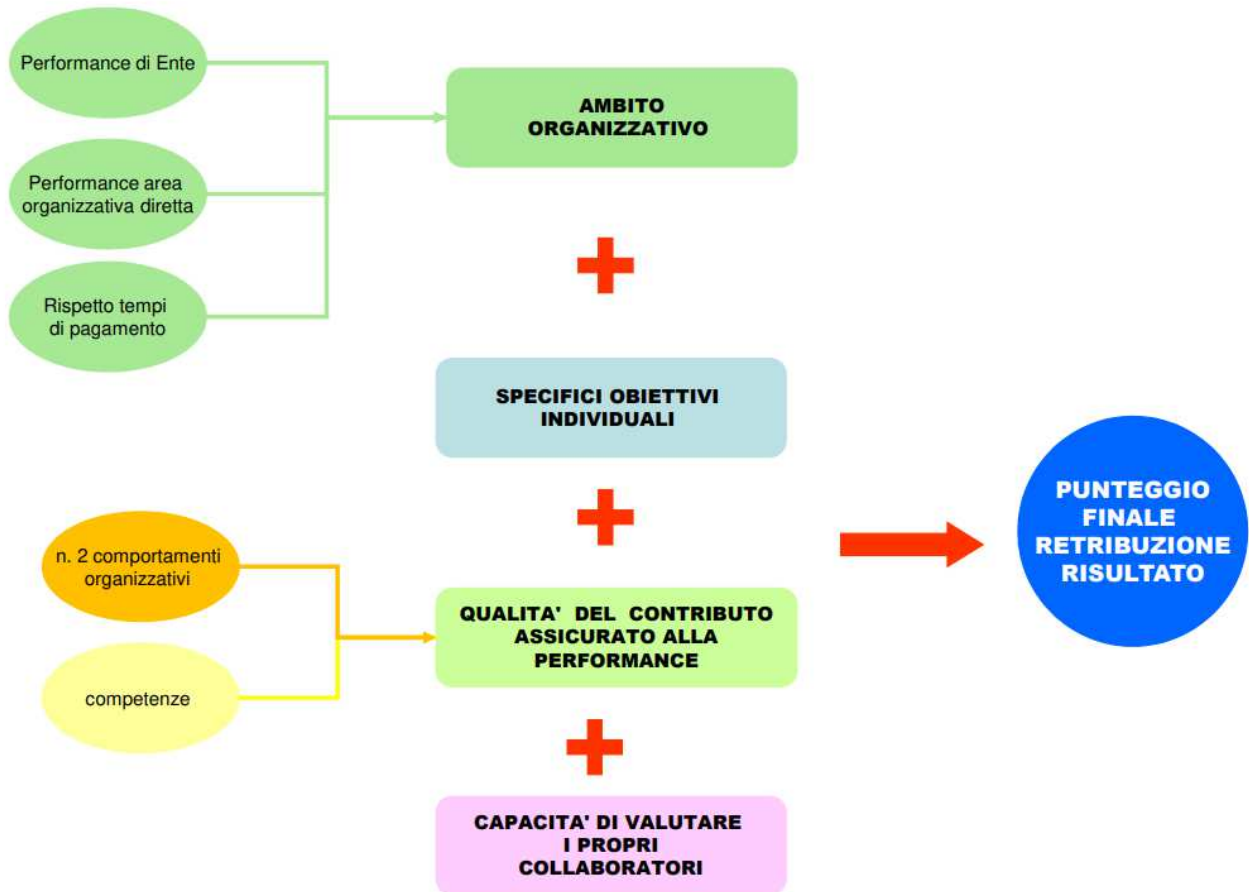 Performance di Ente
Performance area
organizzativa diretta
Rispetto tempi
di pagamento
AMBITO
ORGANIZZATIVO
SPECIFICI OBIETTIVI
INDIVIDUALI
n. 2 comportamenti
organizzativi
competenze
QUALITA' DEL CONTRIBUTO
ASSICURATO ALLA
PERFORMANCE
CAPACITA' DI VALUTARE
I PROPRI
COLLABORATORI
PUNTEGGIO
FINALE
RETRIBUZIONE
RISULTATO